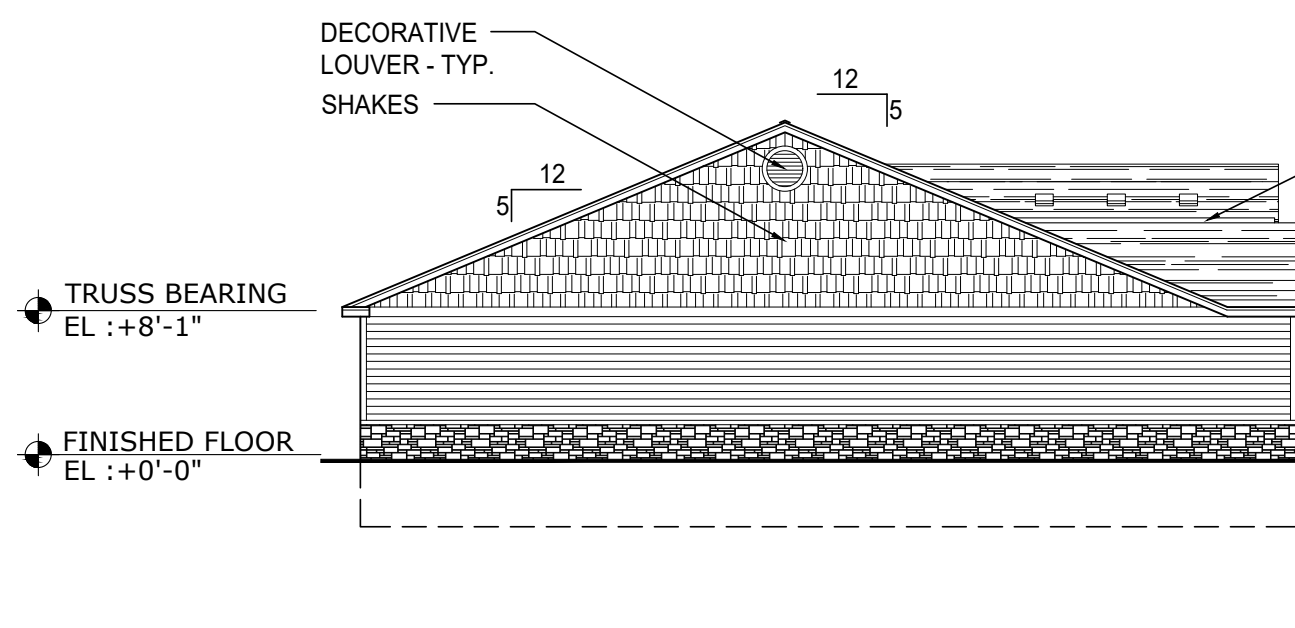 DECORATIVE
LOUVER - TYP.
SHAKES
12
5
12
5
TRUSS BEARING
EL :+8'-1"
FINISHED FLOOR
EL :+0'-0"